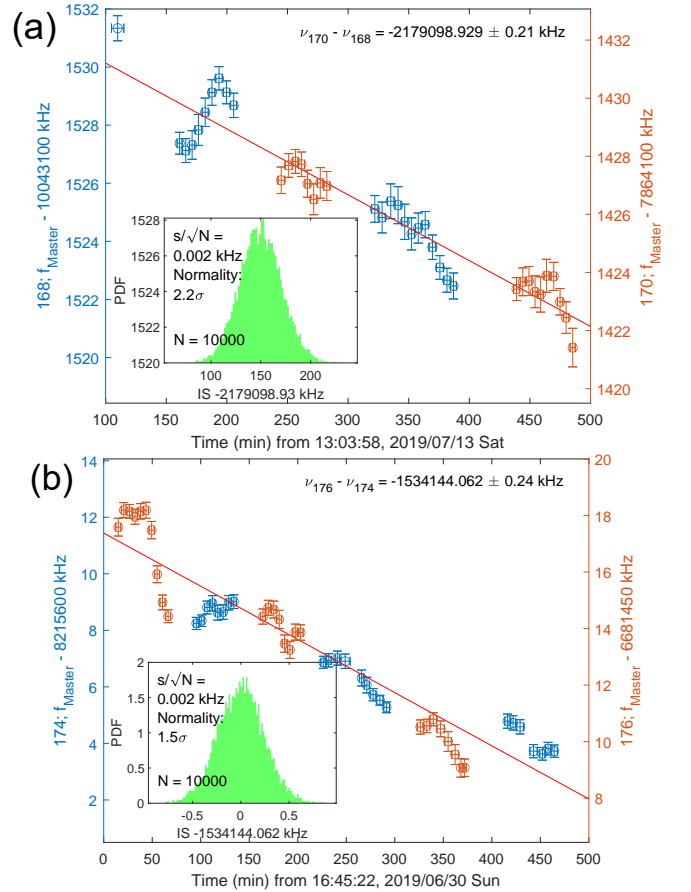 (a)
ν170 - ν168 = -2179098.929 ± 0.21 kHz
1532
1530
1528
1526
1524
1522
1520
168; fMaster - 10043100 kHz
1432
1430
1428
1426
1424
1422
1420
170; fMaster - 7864100 kHz
1528
1526
1524
1522
1520
PDF
s/√N =
0.002 kHz
Normality:
2.2σ
N = 10000
100 150 200
IS -2179098.93 kHz
100 150 200 250 300 350 400 450 500
Time (min) from 13:03:58, 2019/07/13 Sat
(b)
ν176 - ν174 = -1534144.062 ± 0.24 kHz
14
12
10
8
6
4
2
174; fMaster - 8215600 kHz
20
18
16
14
12
10
8
176; fMaster - 6681450 kHz
2
1.5
1
0.5
0
PDF
s/√N =
0.002 kHz
Normality:
1.5σ
N = 10000
-0.5 0 0.5
IS -1534144.062 kHz
0 50 100 150 200 250 300 350 400 450 500
Time (min) from 16:45:22, 2019/06/30 Sun